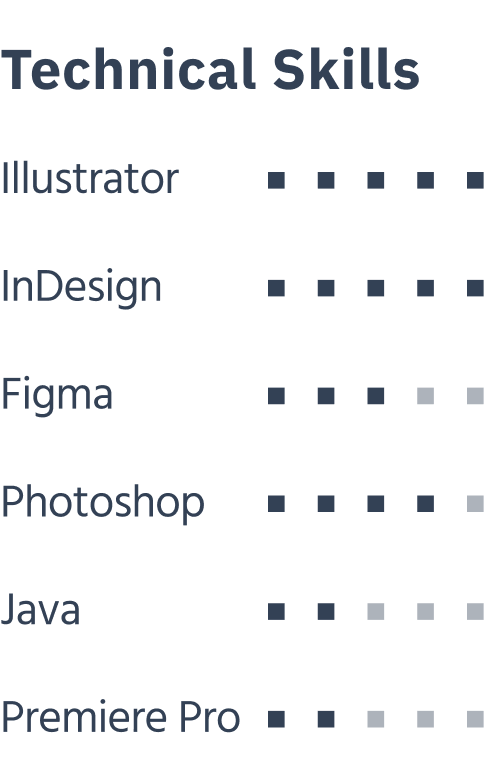 Technical Skills
Illustrator
InDesign
Figma
Photoshop
Java
Premiere Pro